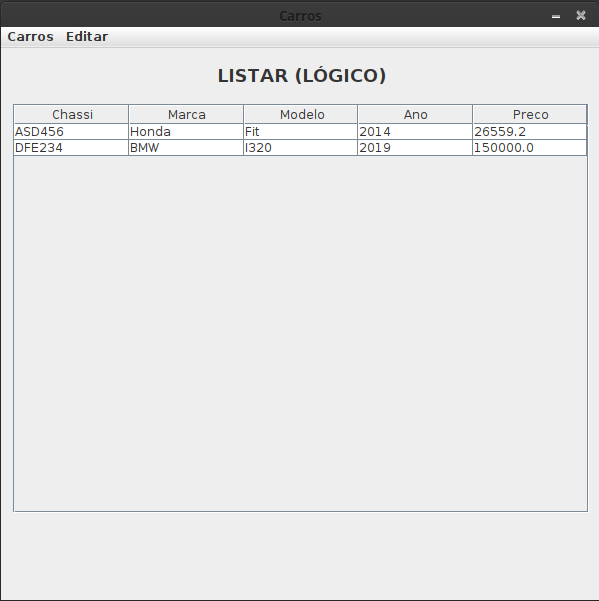 Carros
Carros Editar
LISTAR (LÓGICO)
Chassi Marca Modelo Ano Preco
ASD456 Honda Fit 2014 26559.2
DFE234 BMW I320 2019 150000.0